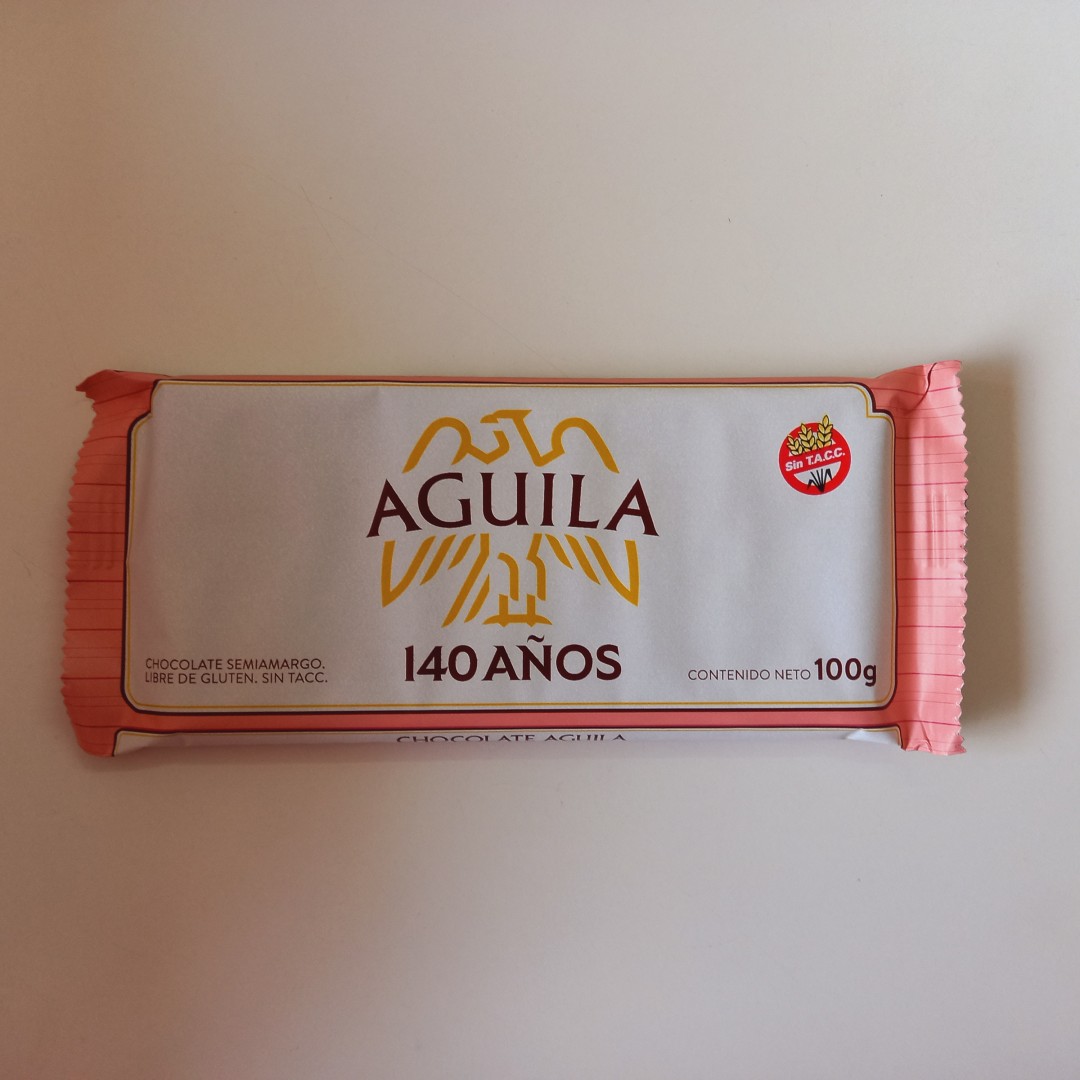 AGUILA
140 AÑOS
Sin T.A.C.C.
CHOCOLATE SEMIAMARGO.
LIBRE DE GLUTEN. SIN TACC.
CONTENIDO NETO 100g
CHOCOLATE AGUILA